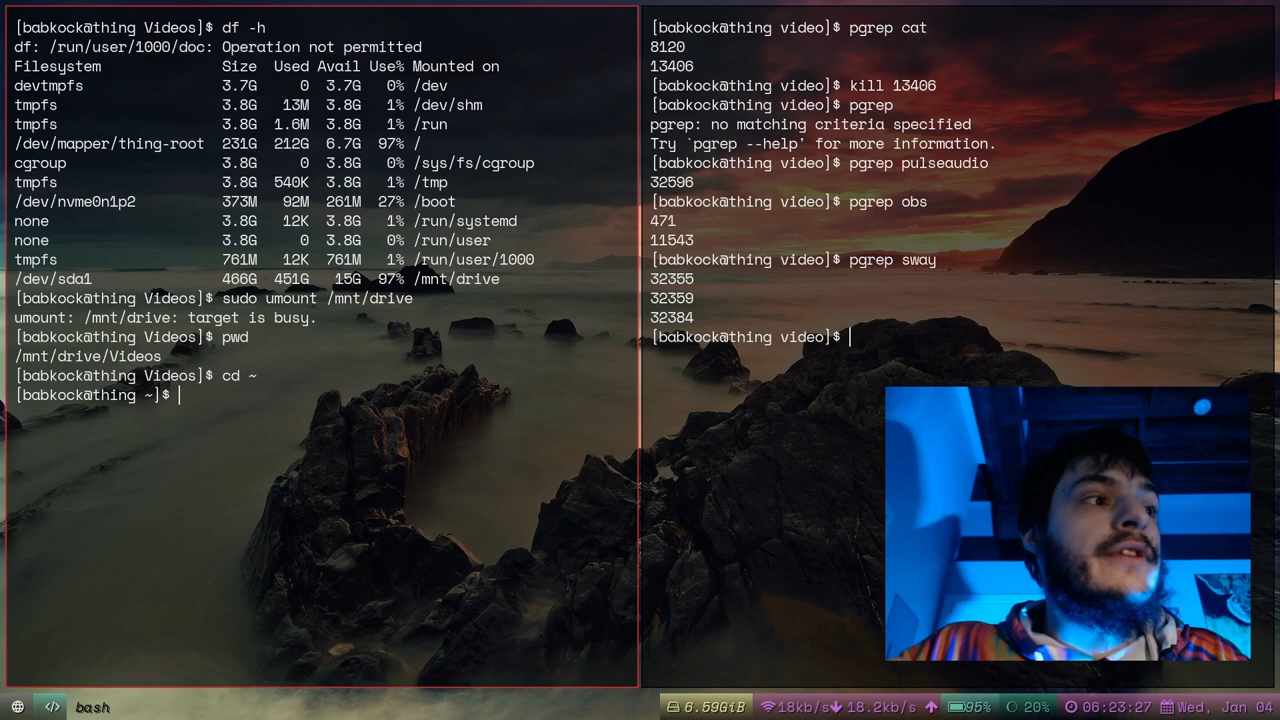 [babkock@thing Videos]$ df -h
df: /run/user/1000/doc: Operation not permitted
Filesystem Size Used Avail Use% Mounted on
devtmpfs 3.7G 0 3.7G 0% /dev
tmpfs 3.8G 13M 3.8G 1% /dev/shm
tmpfs 3.8G 1.6M 3.8G 1% /run
/dev/mapper/thing-root 231G 212G 6.7G 97% /
cgroup 3.8G 0 3.8G 0% /sys/fs/cgroup
tmpfs 3.8G 540K 3.8G 1% /tmp
/dev/nvme0n1p2 373M 92M 261M 27% /boot
none 3.8G 12K 3.8G 1% /run/systemd
none 3.8G 0 3.8G 0% /run/user
tmpfs 761M 12K 761M 1% /run/user/1000
/dev/sda1 466G 451G 15G 97% /mnt/drive
[babkock@thing Videos]$ sudo umount /mnt/drive
umount: /mnt/drive: target is busy.
[babkock@thing Videos]$ pwd
/mnt/drive/Videos
[babkock@thing Videos]$ cd ~
[babkock@thing ~]$
[babkock@thing video]$ pgrep cat
8120
13406
[babkock@thing video]$ kill 13406
[babkock@thing video]$ pgrep
pgrep: no matching criteria specified
Try `pgrep --help' for more information.
[babkock@thing video]$ pgrep pulseaudio
32596
[babkock@thing video]$ pgrep obs
471
11543
[babkock@thing video]$ pgrep sway
32355
32359
32384
[babkock@thing video]$
</> bash 6.59GiB 18kb/s 18.2kb/s 95% 20% 06:23:27 Wed, Jan 04